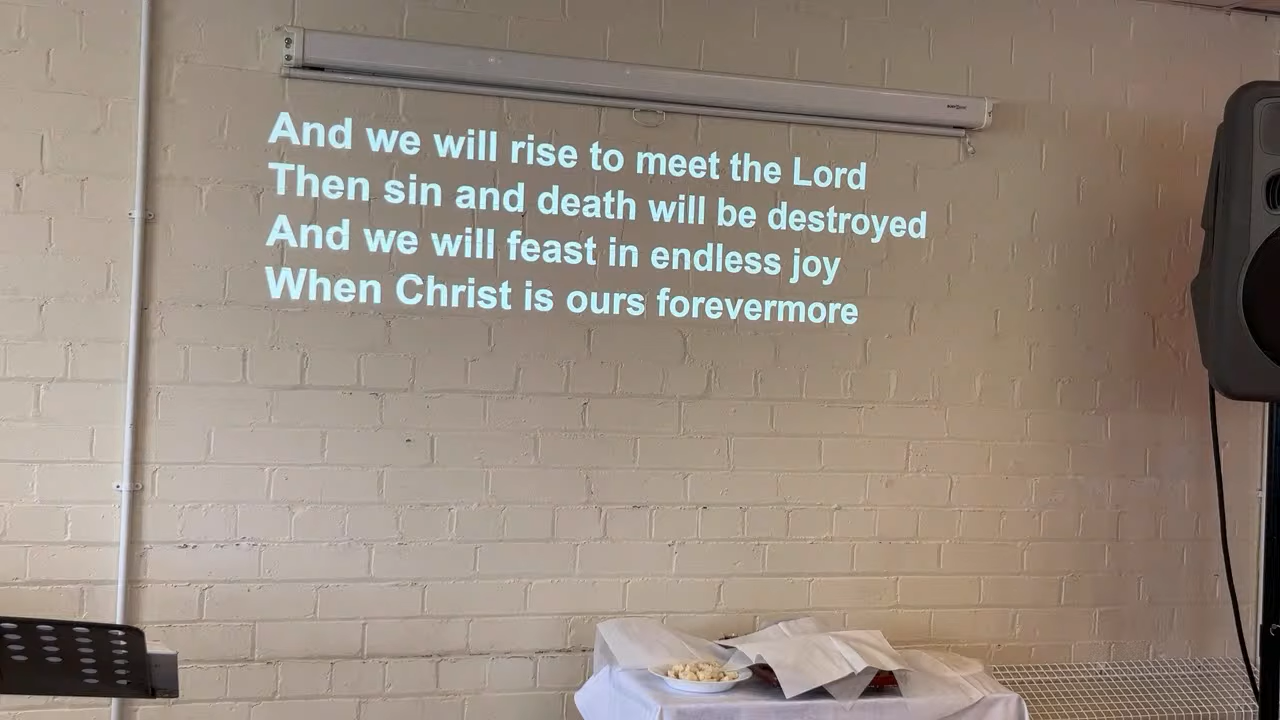 And we will rise to meet the Lord
Then sin and death will be destroyed
And we will feast in endless joy
When Christ is ours forevermore